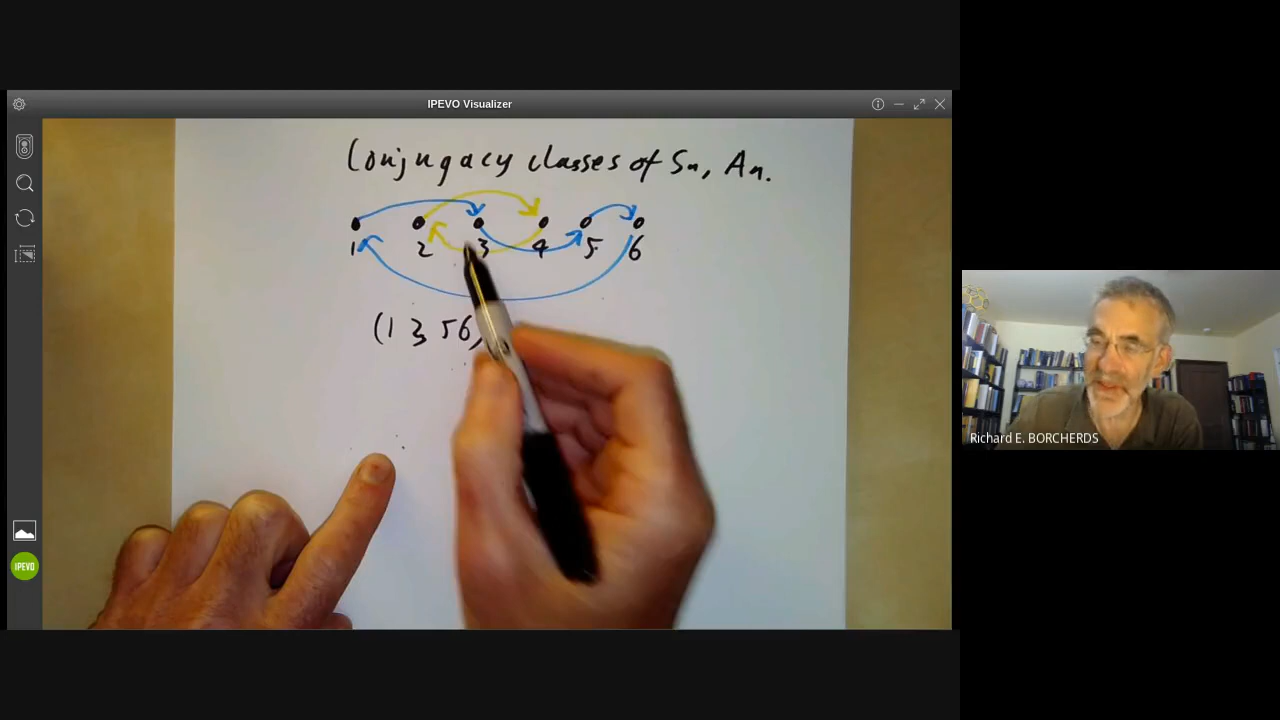 IPEVO Visualizer
Conjugacy classes of Sn, An.
1 2 3 4 5 6
(1 3 5 6)
Richard E. BORCHERDS
IPEVO